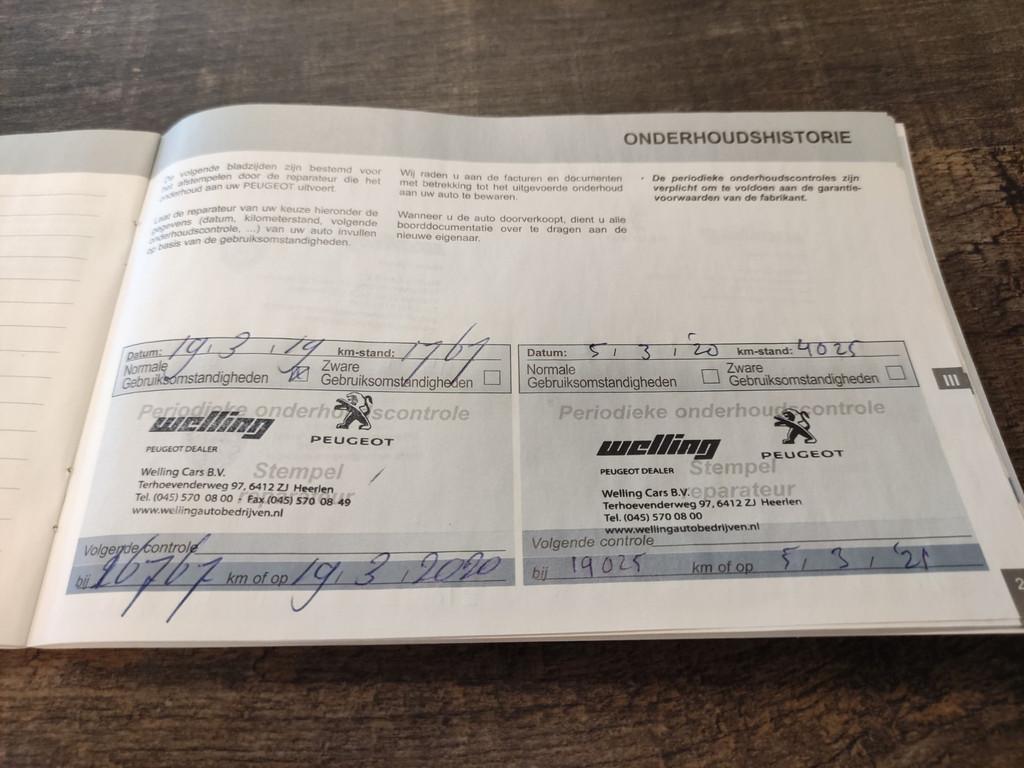 ONDERHOUDSHISTORIE
De volgende bladzijden zijn bestemd voor
het afstempelen door de reparateur die het
onderhoud aan uw PEUGEOT uitvoert.
Laat de reparateur van uw keuze hieronder de
gegevens (datum, kilometerstand, volgende
onderhoudscontrole, ...) van uw auto invullen
op basis van de gebruiksomstandigheden.
Wij raden u aan de facturen en documenten
met betrekking tot het uitgevoerde onderhoud
aan uw auto te bewaren.
Wanneer u de auto doorverkoopt, dient u alle
boorddocumentatie over te dragen aan de
nieuwe eigenaar.
· De periodieke onderhoudscontroles zijn
verplicht om te voldoen aan de garantie-
voorwaarden van de fabrikant.
Datum: 19, 3, 19 km-stand: 1767
Normale
Gebruiksomstandigheden x Zware
Gebruiksomstandigheden
Periodieke onderhoudscontrole
welling
PEUGEOT DEALER
PEUGEOT
Stempel
reparateur
Welling Cars B.V.
Terhoevenderweg 97, 6412 ZJ Heerlen
Tel. (045) 570 08 00 - Fax (045) 570 08 49
www.wellingautobedrijven.nl
Volgende controle
bij 16767 km of op 19, 3, 2020
Datum: 5, 3, '20 km-stand: 4025
Normale
Gebruiksomstandigheden Zware
Gebruiksomstandigheden
Periodieke onderhoudscontrole
welling
PEUGEOT DEALER
PEUGEOT
Stempel
reparateur
Welling Cars B.V.
Terhoevenderweg 97, 6412 ZJ Heerlen
Tel. (045) 570 08 00
www.wellingautobedrijven.nl
Volgende controle
bij 19025 km of op 5, 3, '21
III
2